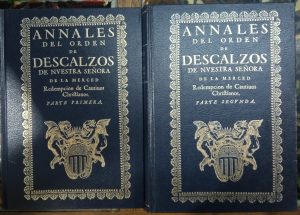 ANNALES
DEL ORDEN
DE
DESCALZOS
DE NVESTRA SEÑORA
DE LA MERCED
Redempcion de Cautiuos
Christianos.
PARTE PRIMERA.
ANNALES
DEL ORDEN
DE
DESCALZOS
DE NVESTRA SEÑORA
DE LA MERCED
Redempcion de Cautiuos
Christianos.
PARTE SEGVNDA.